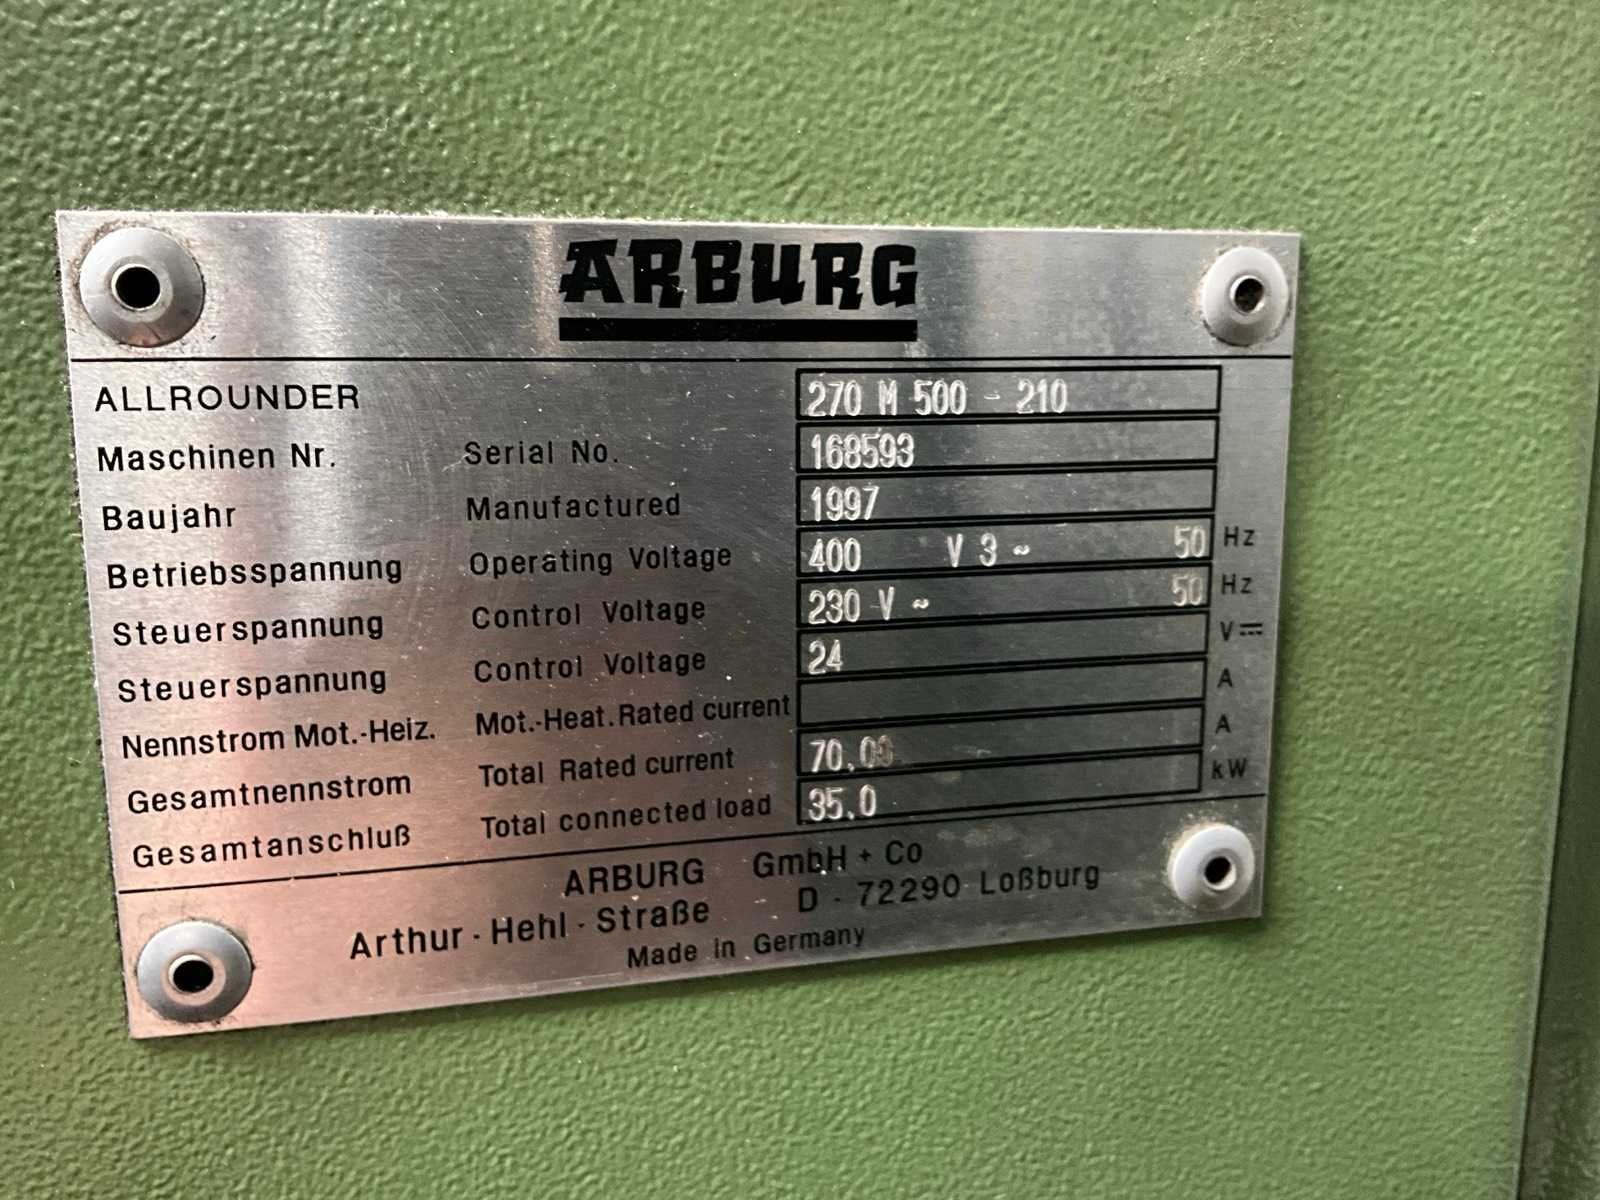 ARBURG
ALLROUNDER 270 M 500 - 210
Maschinen Nr. Serial No. 168593
Baujahr Manufactured 1997
Betriebsspannung Operating Voltage 400 V 3 ~ 50 Hz
Steuerspannung Control Voltage 230 V ~ 50 Hz
Steuerspannung Control Voltage 24 V ⎓
Nennstrom Mot.-Heiz. Mot.-Heat. Rated current A
Gesamtnennstrom Total Rated current 70.00 A
Gesamtanschluß Total connected load 35.0 kW
ARBURG GmbH + Co
Arthur - Hehl - Straße D - 72290 Loßburg
Made in Germany